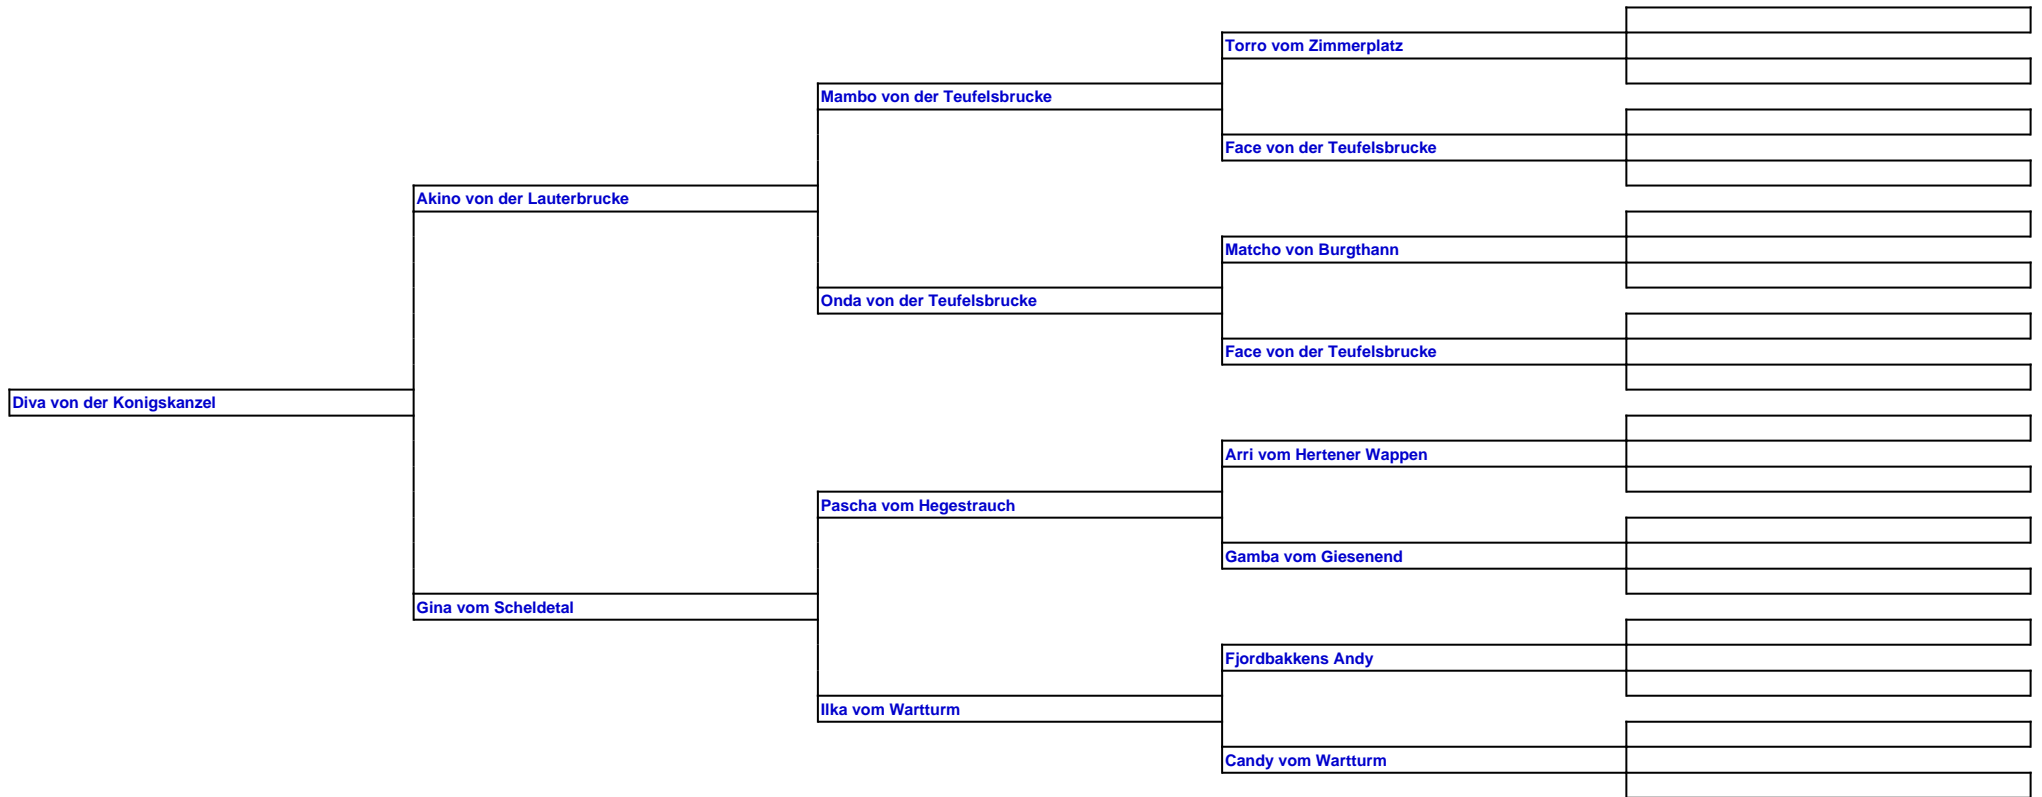 Torro vom Zimmerplatz
Mambo von der Teufelsbrucke
Face von der Teufelsbrucke
Akino von der Lauterbrucke
Matcho von Burgthann
Onda von der Teufelsbrucke
Face von der Teufelsbrucke
Diva von der Konigskanzel
Arri vom Hertener Wappen
Pascha vom Hegestrauch
Gamba vom Giesenend
Gina vom Scheldetal
Fjordbakkens Andy
Ilka vom Wartturm
Candy vom Wartturm